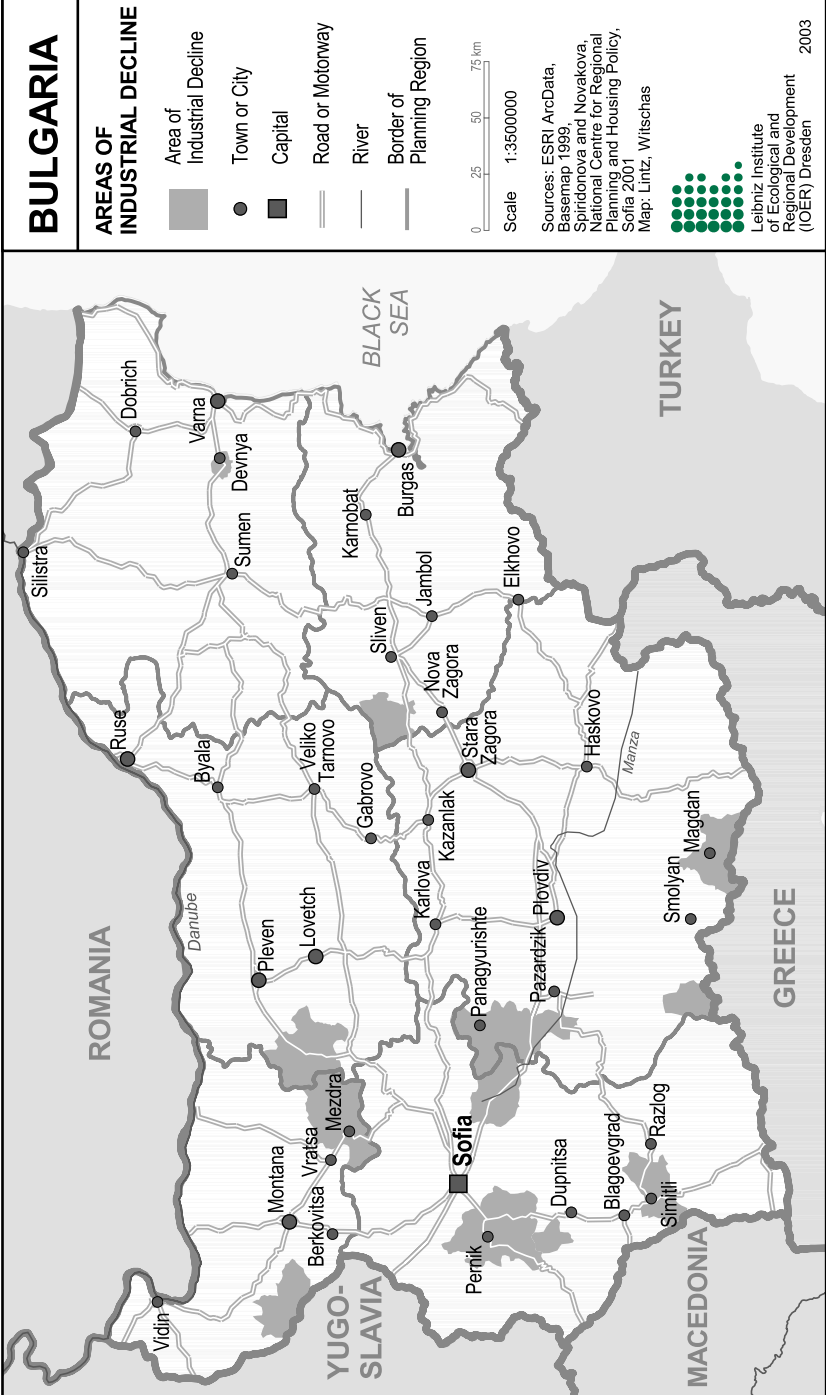 BULGARIA
AREAS OF
INDUSTRIAL DECLINE
Area of
Industrial Decline
Town or City
Capital
Road or Motorway
River
Border of
Planning Region
0 25 50 75 km
Scale 1:3500000
Sources: ESRI ArcData,
Basemap 1999,
Spiridonova and Novakova,
National Centre for Regional
Planning and Housing Policy,
Sofia 2001
Map: Lintz, Witschas
Leibniz Institute
of Ecological and
Regional Development
(IOER) Dresden
2003
ROMANIA
Danube
BLACK
SEA
TURKEY
GREECE
MACEDONIA
YUGO-
SLAVIA
Vidin
Montana
Berkovitsa
Vratsa
Mezdra
Pleven
Lovetch
Byala
Ruse
Veliko
Tarnovo
Gabrovo
Silistra
Dobrich
Varna
Devnya
Sumen
Karnobat
Burgas
Sliven
Jambol
Elkhovo
Nova
Zagora
Stara
Zagora
Kazanlak
Karlova
Panagyurishte
Pazardzik
Plovdiv
Haskovo
Manza
Smolyan
Magdan
Sofia
Pernik
Dupnitsa
Blagoevgrad
Simitli
Razlog